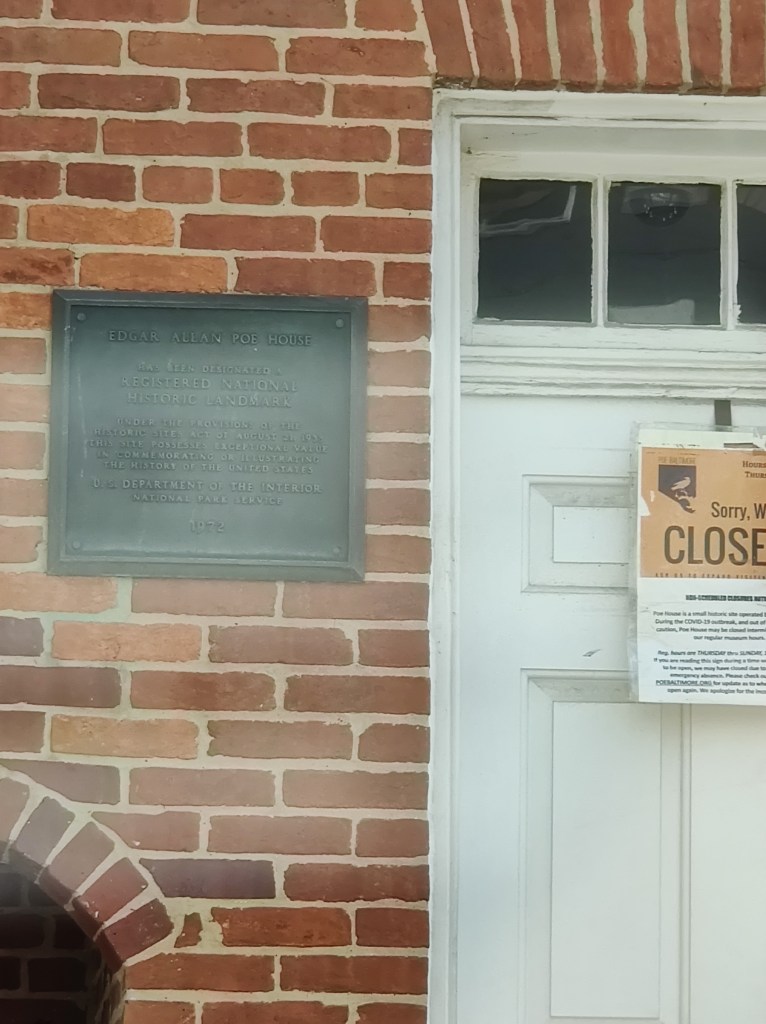 EDGAR ALLAN POE HOUSE
HAS BEEN DESIGNATED A
REGISTERED NATIONAL
HISTORIC LANDMARK
UNDER THE PROVISIONS OF THE
HISTORIC SITES ACT OF AUGUST 21, 1935
THIS SITE POSSESSES EXCEPTIONAL VALUE
IN COMMEMORATING OR ILLUSTRATING
THE HISTORY OF THE UNITED STATES
U.S. DEPARTMENT OF THE INTERIOR
NATIONAL PARK SERVICE
1972
POE BALTIMORE
Hours
Thurs
Sorry, W
CLOSE
Poe House is a small historic site operated
During the COVID-19 outbreak, and out of
caution, Poe House may be closed
our regular museum hours.
Reg. hours are THURSDAY thru SUNDAY,
If you are reading this sign during a time
to be open, we may have closed due to
emergency absence. Please check
POEBALTIMORE.ORG for update as to
open again. We apologize for the